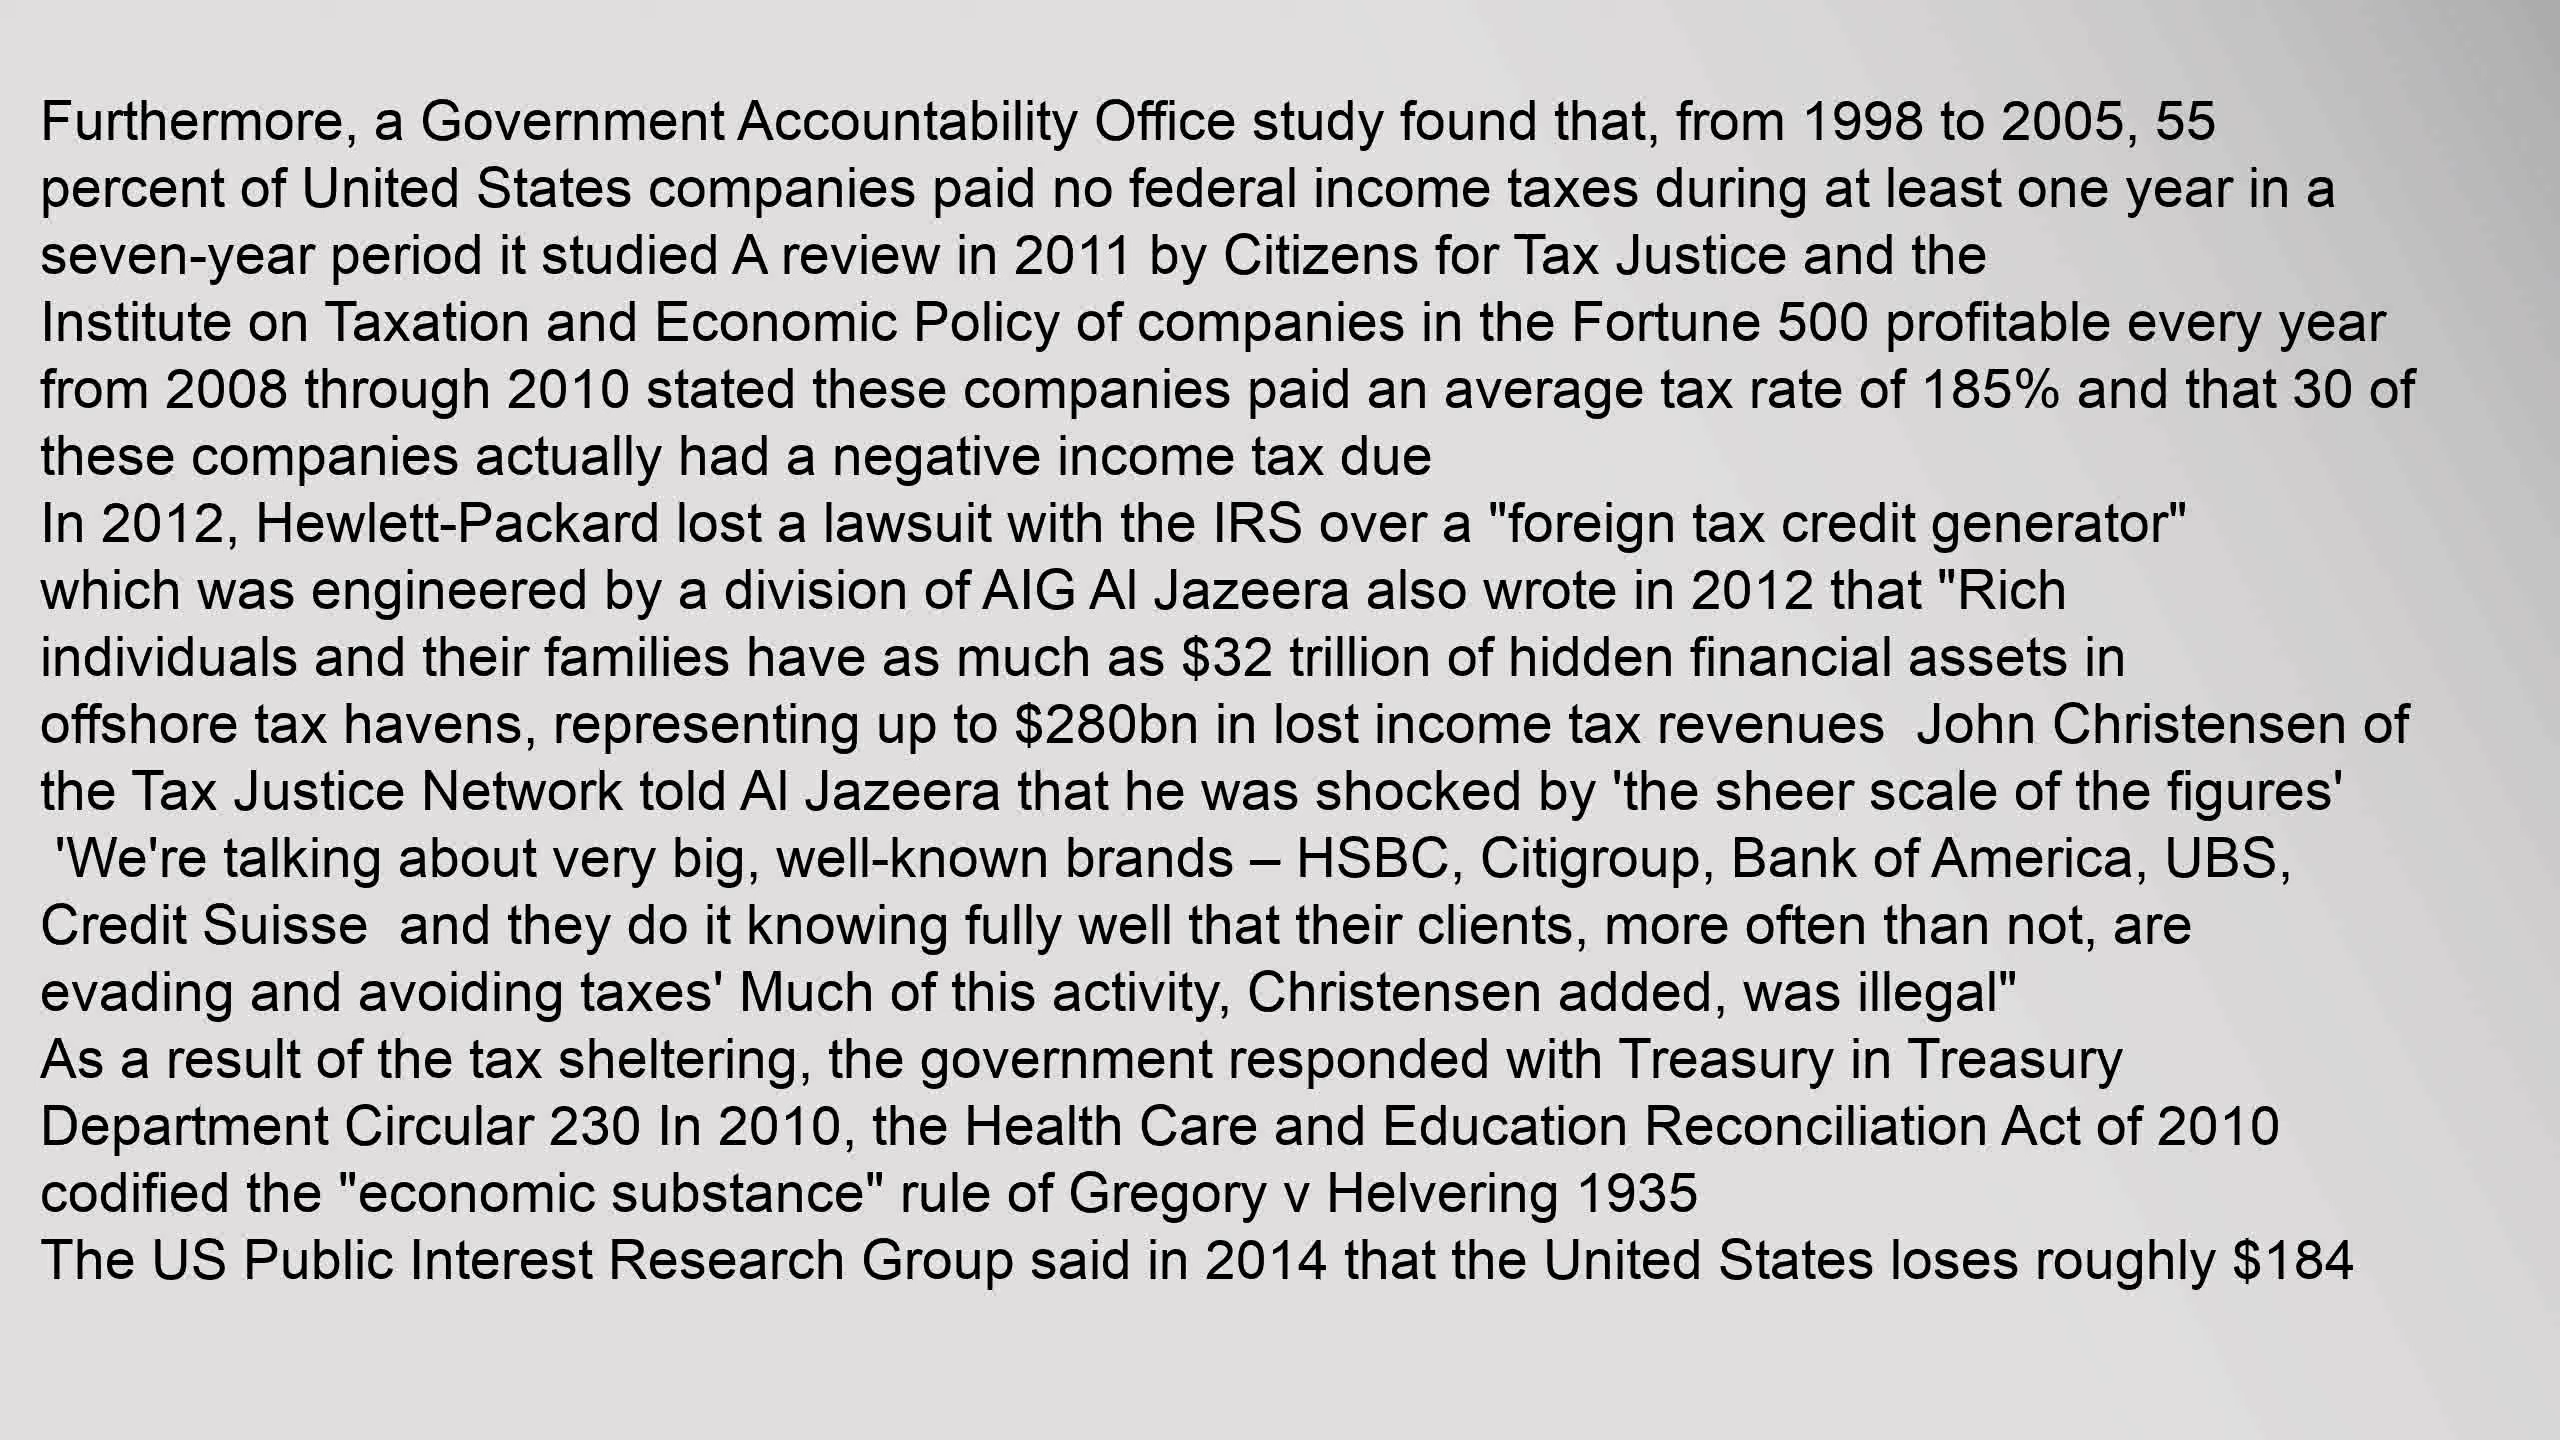 Furthermore, a Government Accountability Office study found that, from 1998 to 2005, 55
percent of United States companies paid no federal income taxes during at least one year in a
seven-year period it studied A review in 2011 by Citizens for Tax Justice and the
Institute on Taxation and Economic Policy of companies in the Fortune 500 profitable every year
from 2008 through 2010 stated these companies paid an average tax rate of 185% and that 30 of
these companies actually had a negative income tax due
In 2012, Hewlett-Packard lost a lawsuit with the IRS over a "foreign tax credit generator"
which was engineered by a division of AIG Al Jazeera also wrote in 2012 that "Rich
individuals and their families have as much as $32 trillion of hidden financial assets in
offshore tax havens, representing up to $280bn in lost income tax revenues  John Christensen of
the Tax Justice Network told Al Jazeera that he was shocked by 'the sheer scale of the figures'
'We're talking about very big, well-known brands – HSBC, Citigroup, Bank of America, UBS,
Credit Suisse  and they do it knowing fully well that their clients, more often than not, are
evading and avoiding taxes' Much of this activity, Christensen added, was illegal"
As a result of the tax sheltering, the government responded with Treasury in Treasury
Department Circular 230 In 2010, the Health Care and Education Reconciliation Act of 2010
codified the "economic substance" rule of Gregory v Helvering 1935
The US Public Interest Research Group said in 2014 that the United States loses roughly $184